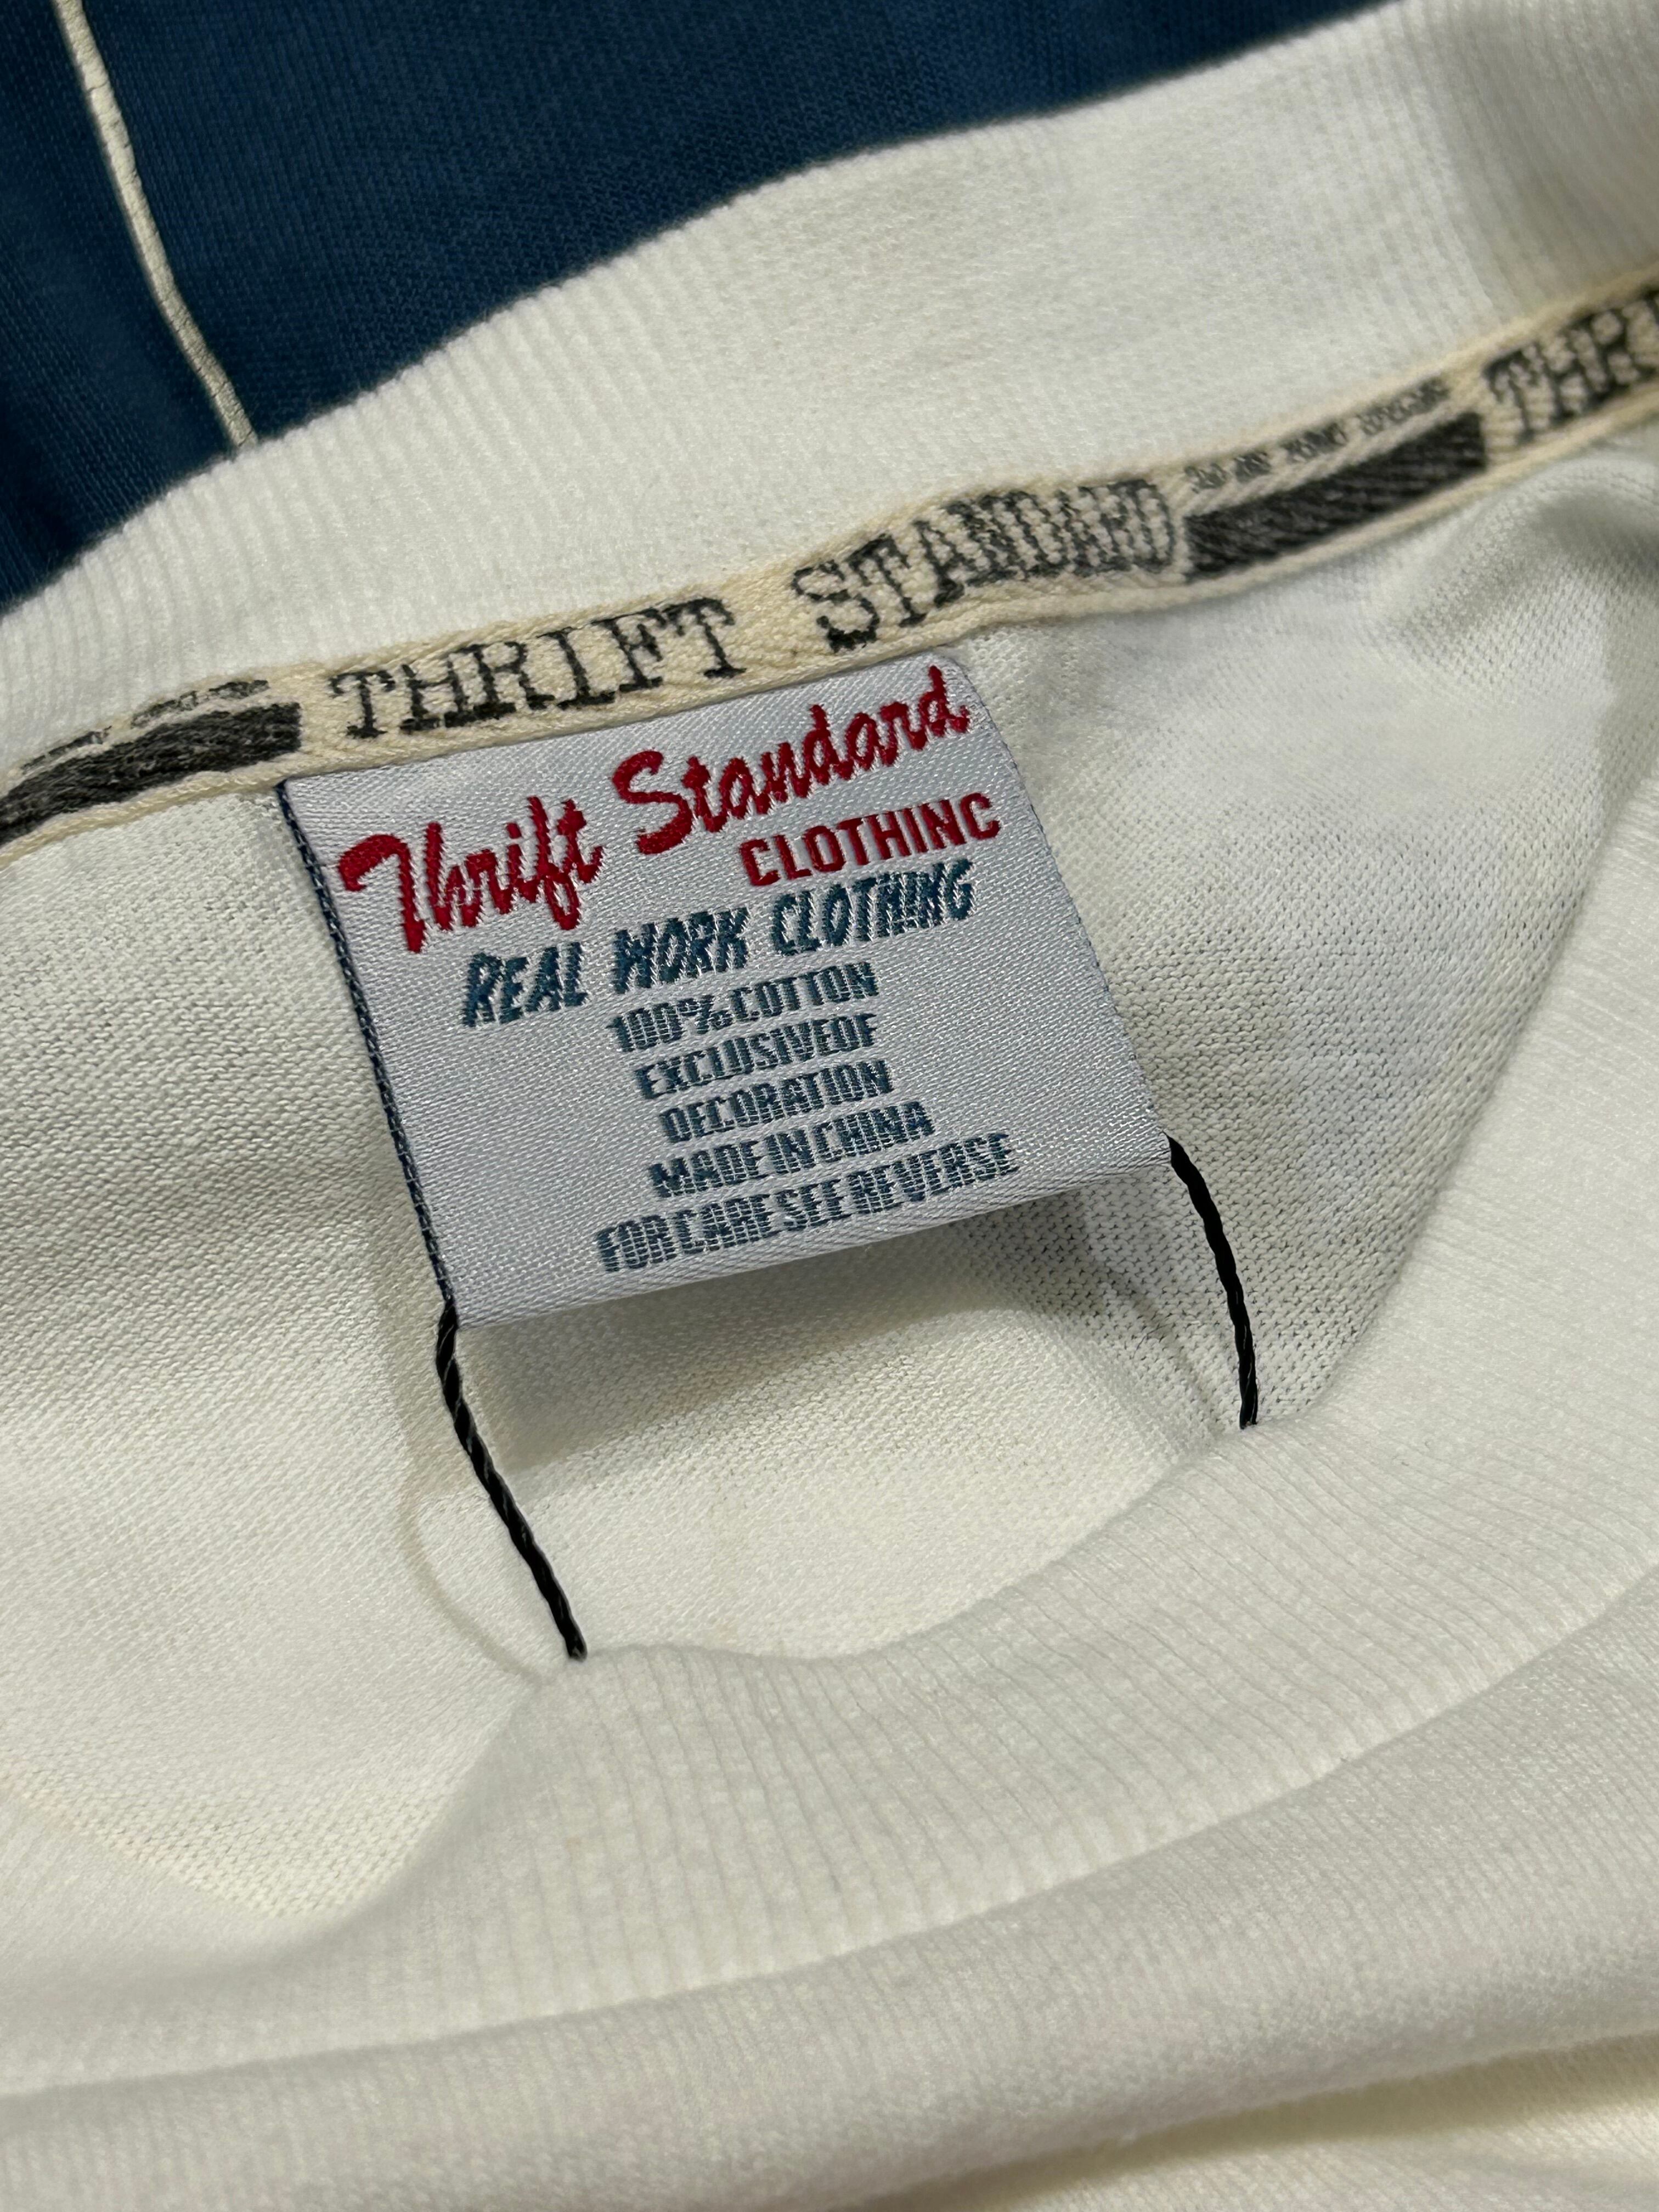 THRIFT STANDARD
THR
Thrift Standard
CLOTHING
REAL WORK CLOTHING
100%COTTON
EXCLUSIVEOF
DECORATION
MADE IN CHINA
FOR CARE SEE REVERSE